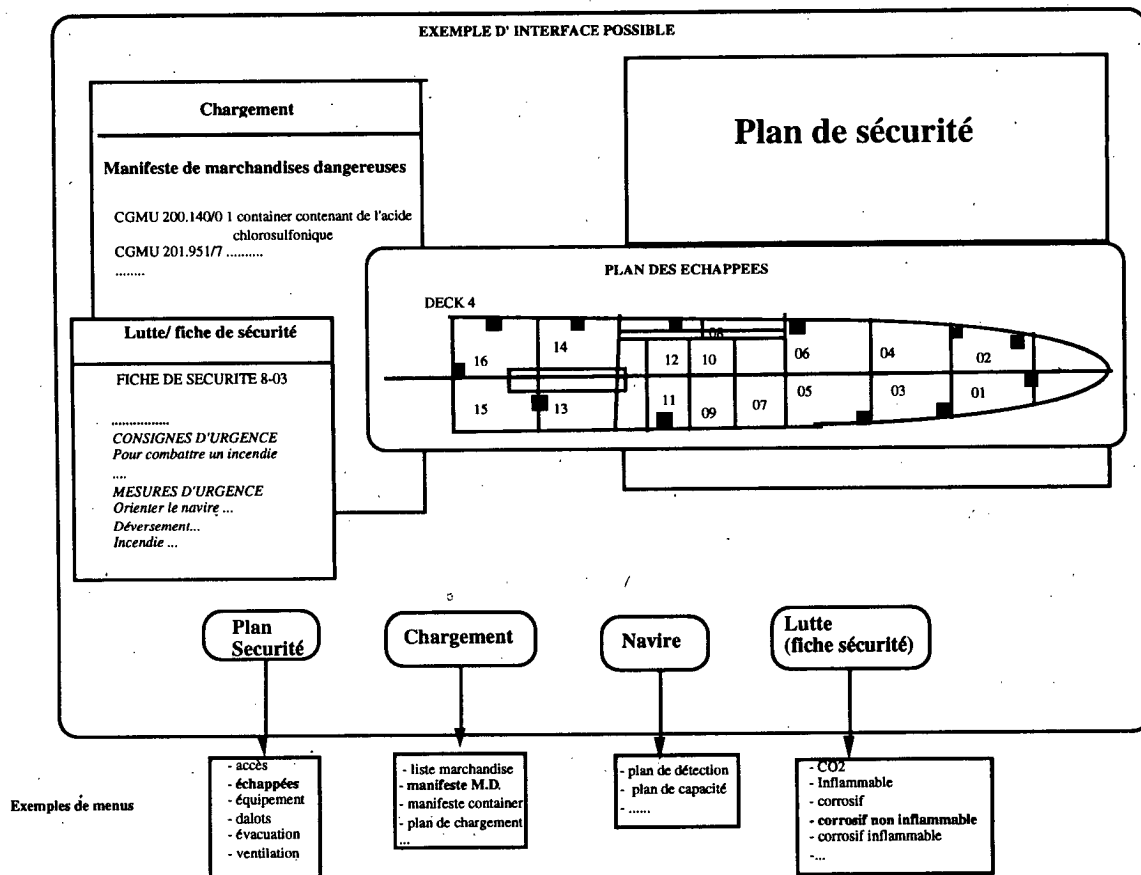 EXEMPLE D' INTERFACE POSSIBLE
Chargement
Manifeste de marchandises dangereuses
CGMU 200.140/0 1 container contenant de l'acide
chlorosulfonique
CGMU 201.951/7 ..........
........
Plan de sécurité
PLAN DES ECHAPPEES
DECK 4
16
14
12
10
08
06
04
02
15
13
11
09
07
05
03
01
Lutte/ fiche de sécurité
FICHE DE SECURITE 8-03
................
CONSIGNES D'URGENCE
Pour combattre un incendie
....
MESURES D'URGENCE
Orienter le navire ...
Déversement...
Incendie ...
Plan
Securité
Chargement
Navire
Lutte
(fiche sécurité)
Exemples de menus
- accès
- échappées
- équipement
- dalots
- évacuation
- ventilation
- liste marchandise
- manifeste M.D.
- manifeste container
- plan de chargement
...
- plan de détection
- plan de capacité
- ......
- CO2
- Inflammable
- corrosif
- corrosif non inflammable
- corrosif inflammable
-...